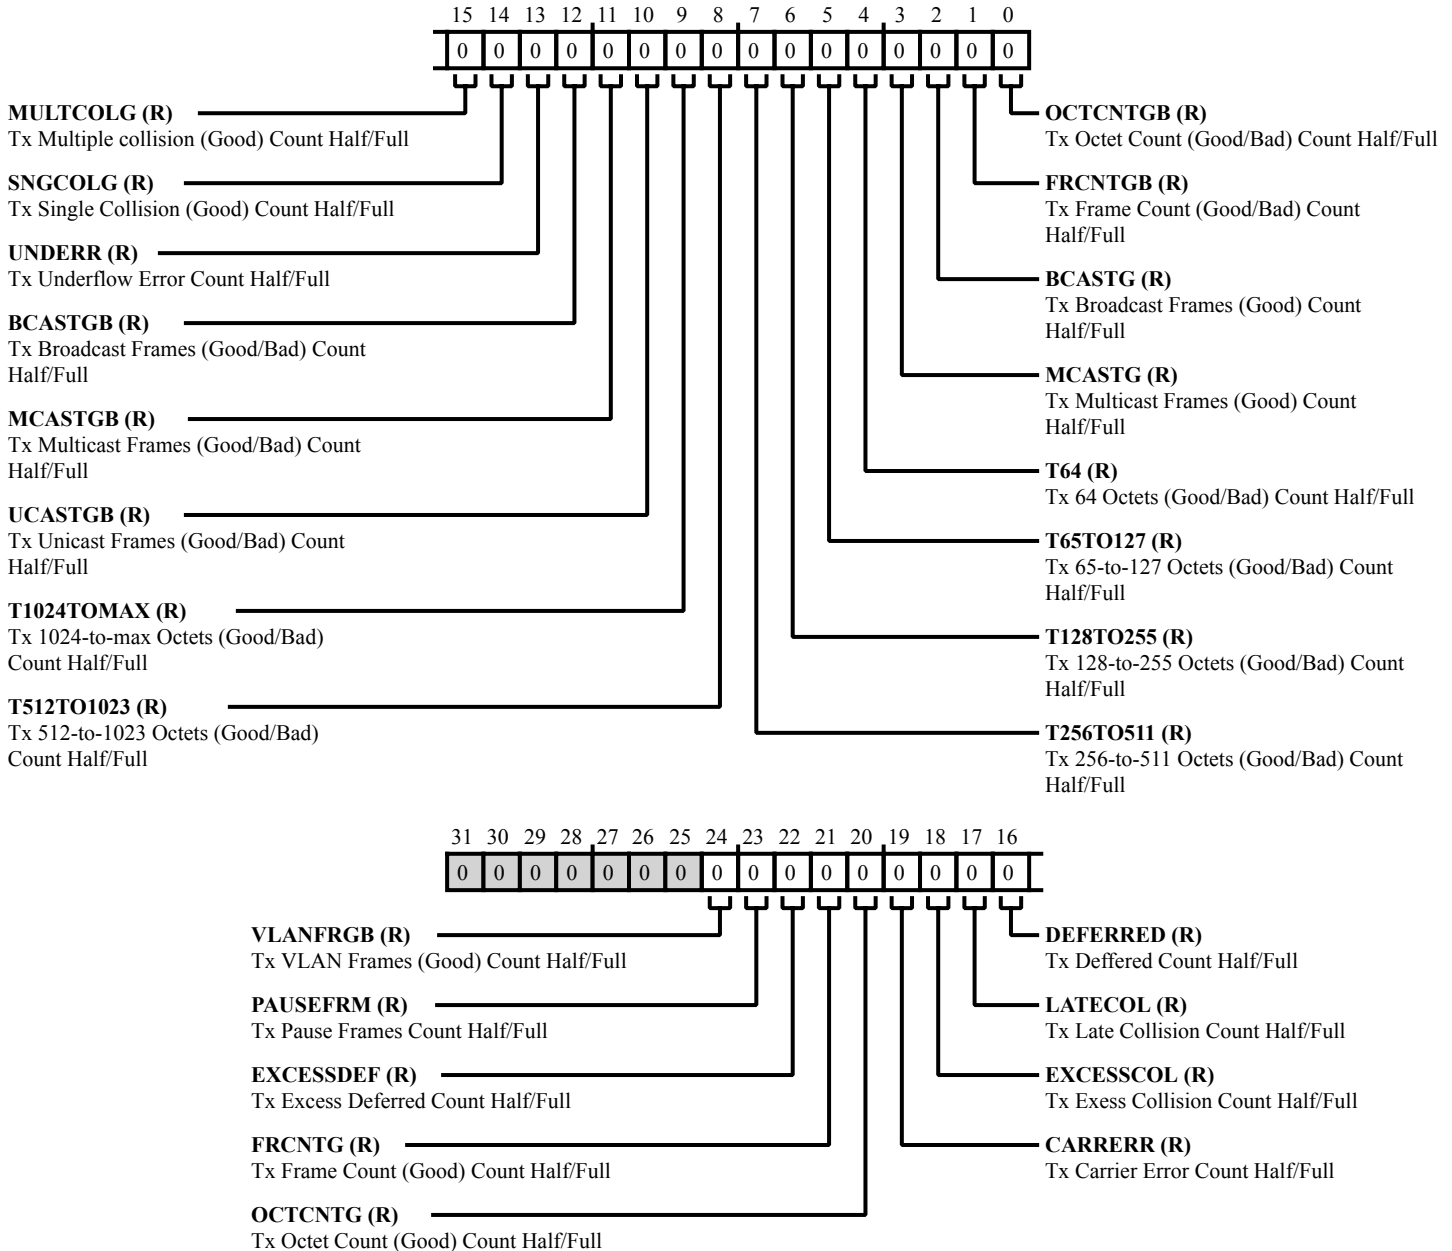 15 14 13 12 11 10 9 8 7 6 5 4 3 2 1 0
0 0 0 0 0 0 0 0 0 0 0 0 0 0 0 0
MULTCOLG (R)
Tx Multiple collision (Good) Count Half/Full
SNGCOLG (R)
Tx Single Collision (Good) Count Half/Full
UNDERR (R)
Tx Underflow Error Count Half/Full
BCASTGB (R)
Tx Broadcast Frames (Good/Bad) Count
Half/Full
MCASTGB (R)
Tx Multicast Frames (Good/Bad) Count
Half/Full
UCASTGB (R)
Tx Unicast Frames (Good/Bad) Count
Half/Full
T1024TOMAX (R)
Tx 1024-to-max Octets (Good/Bad)
Count Half/Full
T512TO1023 (R)
Tx 512-to-1023 Octets (Good/Bad)
Count Half/Full
OCTCNTGB (R)
Tx Octet Count (Good/Bad) Count Half/Full
FRCNTGB (R)
Tx Frame Count (Good/Bad) Count
Half/Full
BCASTG (R)
Tx Broadcast Frames (Good) Count
Half/Full
MCASTG (R)
Tx Multicast Frames (Good) Count
Half/Full
T64 (R)
Tx 64 Octets (Good/Bad) Count Half/Full
T65TO127 (R)
Tx 65-to-127 Octets (Good/Bad) Count
Half/Full
T128TO255 (R)
Tx 128-to-255 Octets (Good/Bad) Count
Half/Full
T256TO511 (R)
Tx 256-to-511 Octets (Good/Bad) Count
Half/Full
31 30 29 28 27 26 25 24 23 22 21 20 19 18 17 16
0 0 0 0 0 0 0 0 0 0 0 0 0 0 0 0
VLANFRGB (R)
Tx VLAN Frames (Good) Count Half/Full
PAUSEFRM (R)
Tx Pause Frames Count Half/Full
EXCESSDEF (R)
Tx Excess Deferred Count Half/Full
FRCNTG (R)
Tx Frame Count (Good) Count Half/Full
OCTCNTG (R)
Tx Octet Count (Good) Count Half/Full
DEFERRED (R)
Tx Deffered Count Half/Full
LATECOL (R)
Tx Late Collision Count Half/Full
EXCESSCOL (R)
Tx Exess Collision Count Half/Full
CARRERR (R)
Tx Carrier Error Count Half/Full